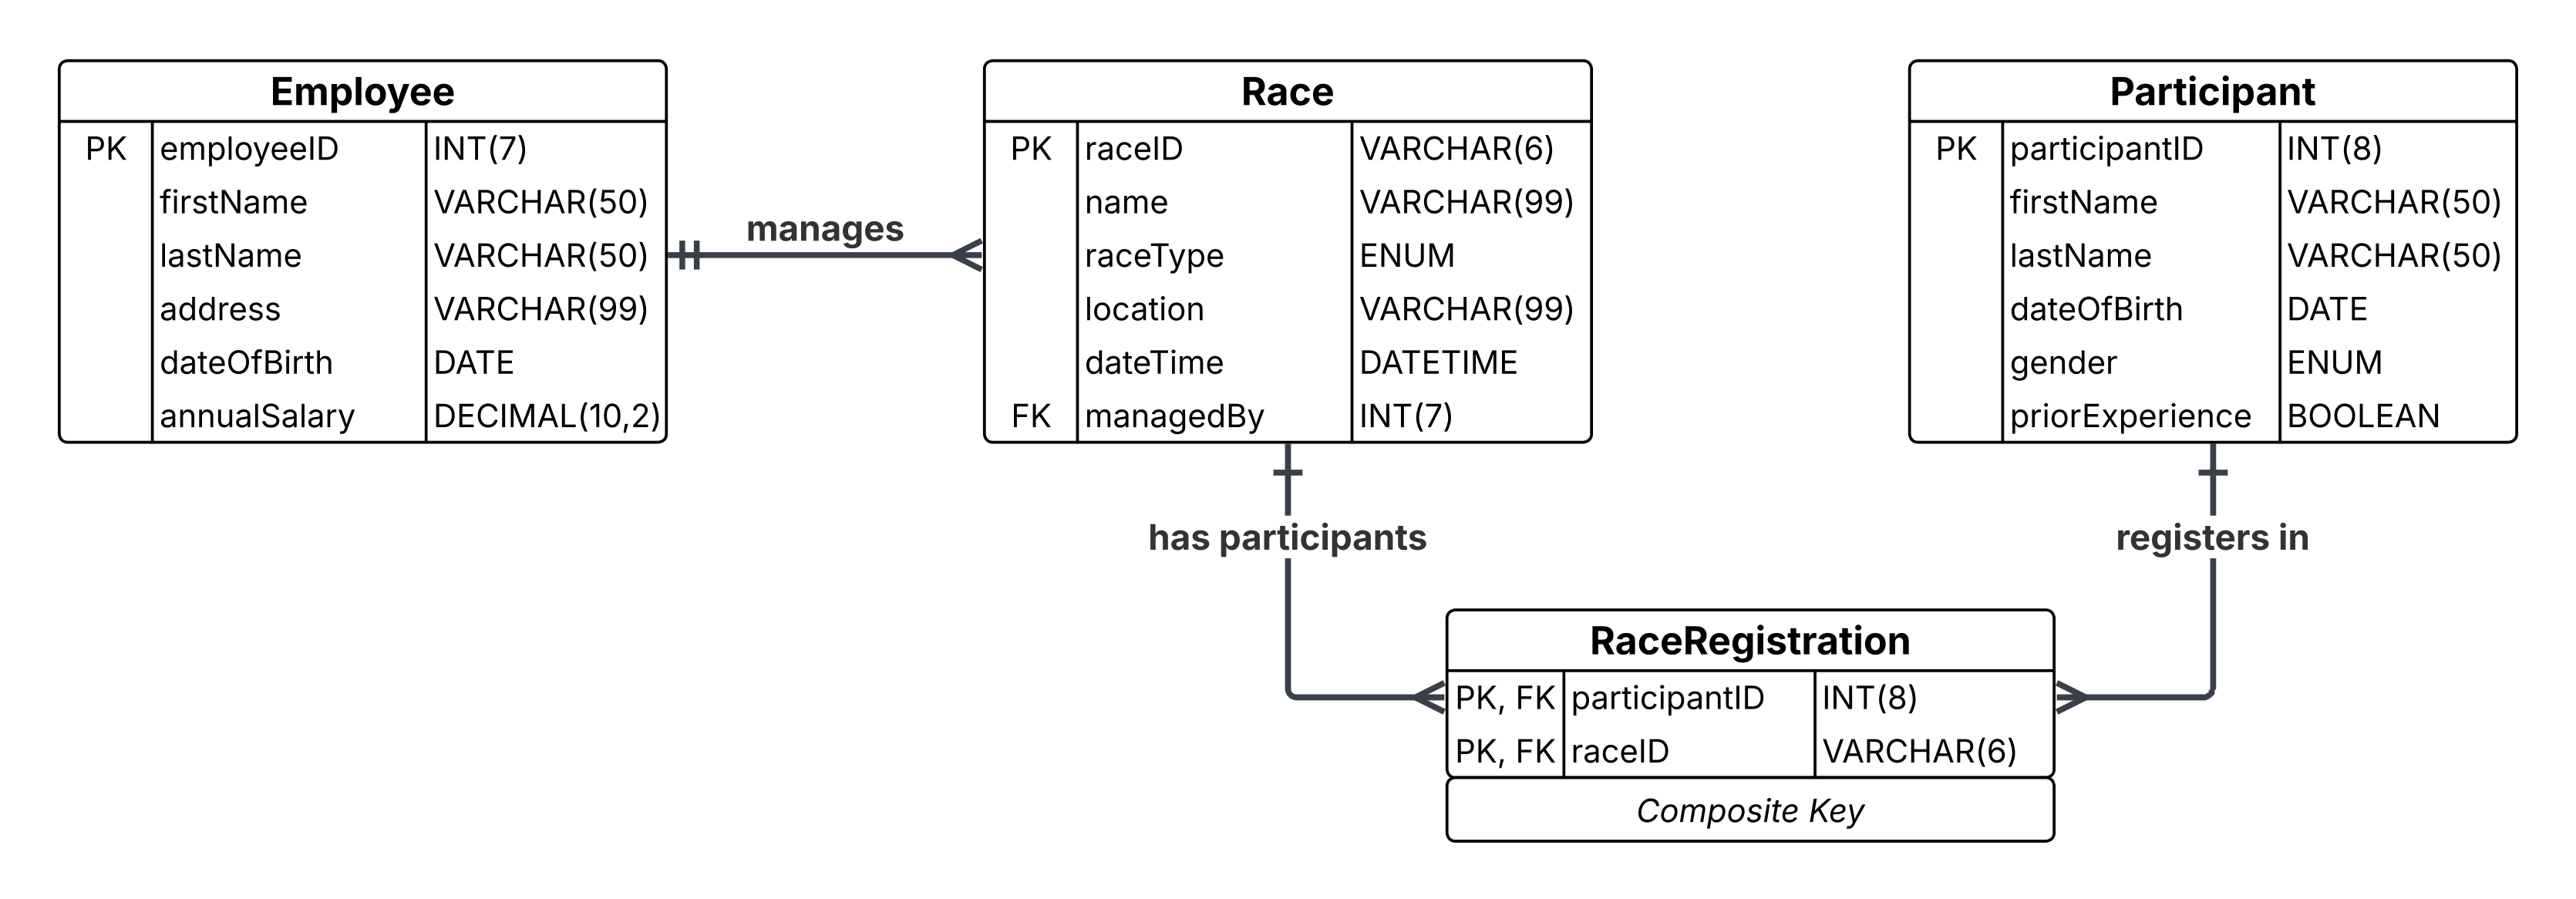 Employee
PK employeeID INT(7)
firstName VARCHAR(50)
lastName VARCHAR(50)
address VARCHAR(99)
dateOfBirth DATE
annualSalary DECIMAL(10,2)
manages
Race
PK raceID VARCHAR(6)
name VARCHAR(99)
raceType ENUM
location VARCHAR(99)
dateTime DATETIME
FK managedBy INT(7)
Participant
PK participantID INT(8)
firstName VARCHAR(50)
lastName VARCHAR(50)
dateOfBirth DATE
gender ENUM
priorExperience BOOLEAN
has participants
registers in
RaceRegistration
PK, FK participantID INT(8)
PK, FK raceID VARCHAR(6)
Composite Key